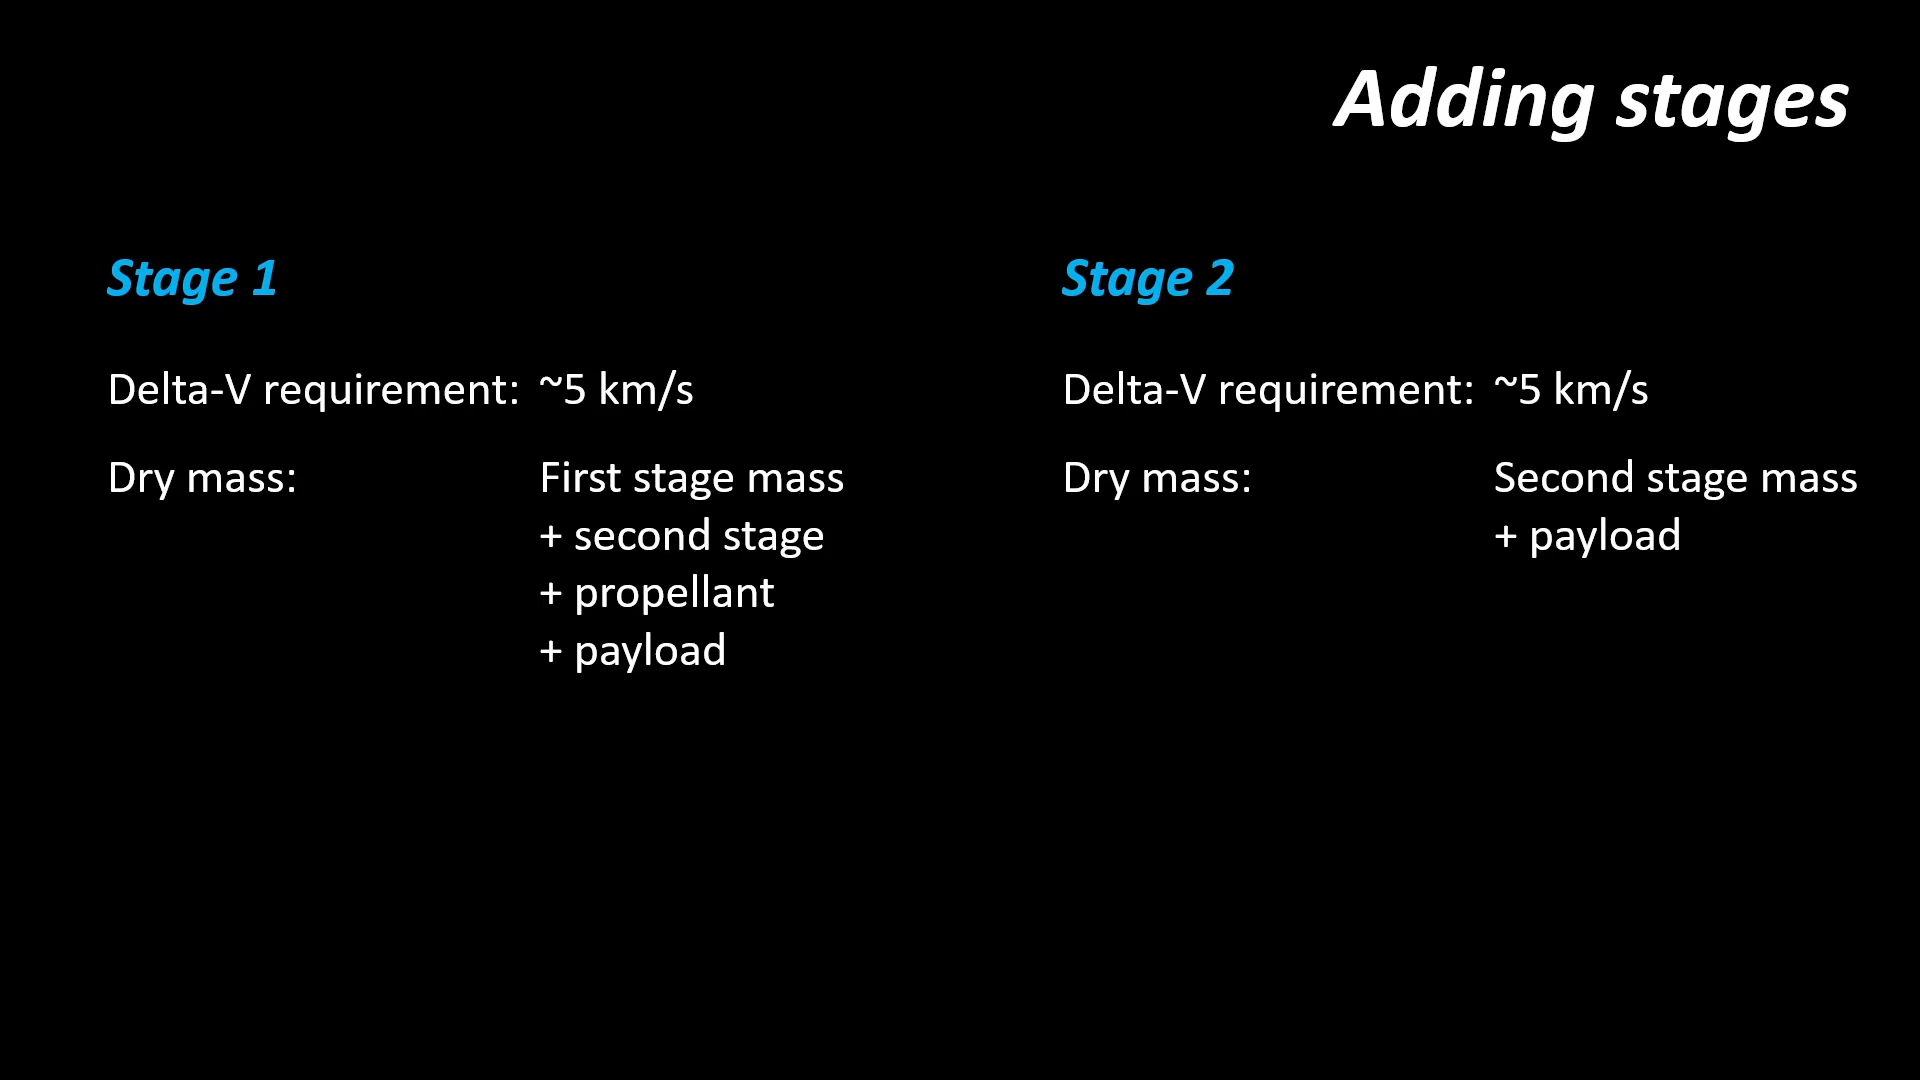 Adding stages
Stage 1
Delta-V requirement: ~5 km/s
Dry mass: First stage mass
+ second stage
+ propellant
+ payload
Stage 2
Delta-V requirement: ~5 km/s
Dry mass: Second stage mass
+ payload